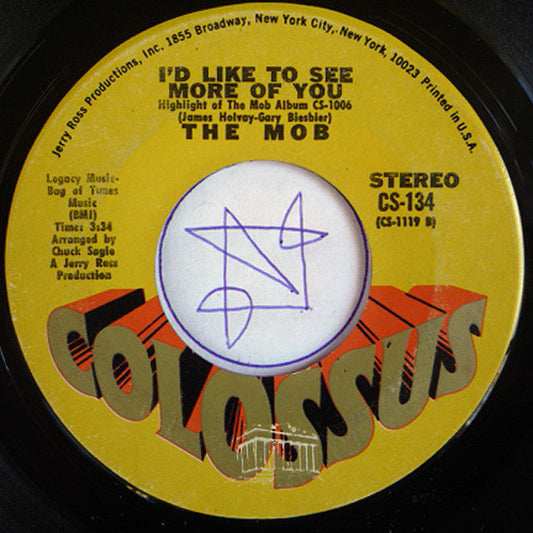 Jerry Ross Productions, Inc. 1855 Broadway, New York City, New York, 10023 Printed in U.S.A.
I'D LIKE TO SEE
MORE OF YOU
Highlight of The Mob Album CS-1006
(James Holvay-Gary Biesbier)
THE MOB
Legacy Music-
Bag of Tunes
Music
(BMI)
Time: 3:34
Arranged by
Chuck Sagle
A Jerry Ross
Production
STEREO
CS-134
(CS-1119 B)
COLOSSUS